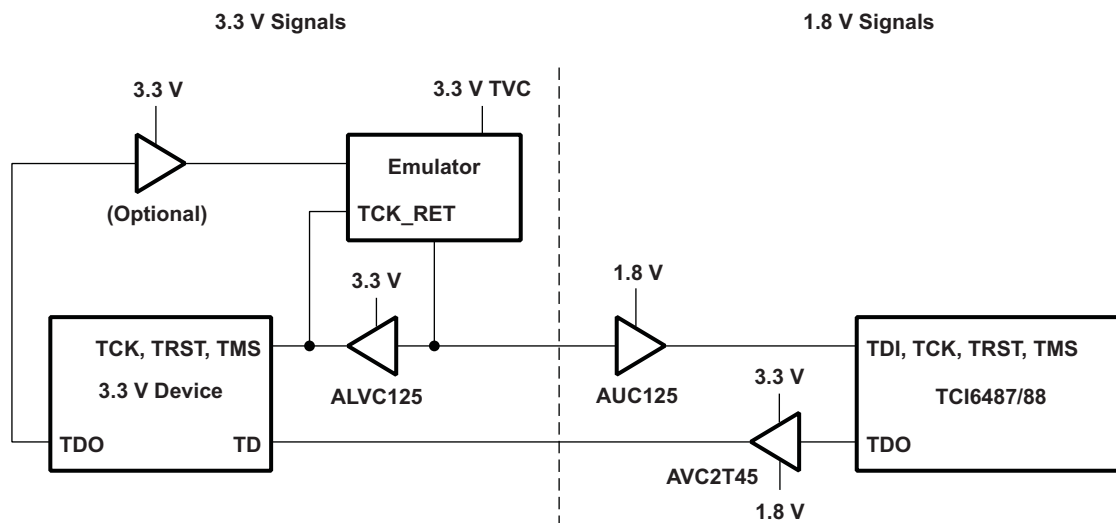 3.3 V Signals
1.8 V Signals
3.3 V
3.3 V TVC
Emulator
(Optional)
TCK_RET
3.3 V
1.8 V
TCK, TRST, TMS
TDI, TCK, TRST, TMS
3.3 V Device
ALVC125
AUC125
3.3 V
TCI6487/88
TDO
TD
TDO
AVC2T45
1.8 V